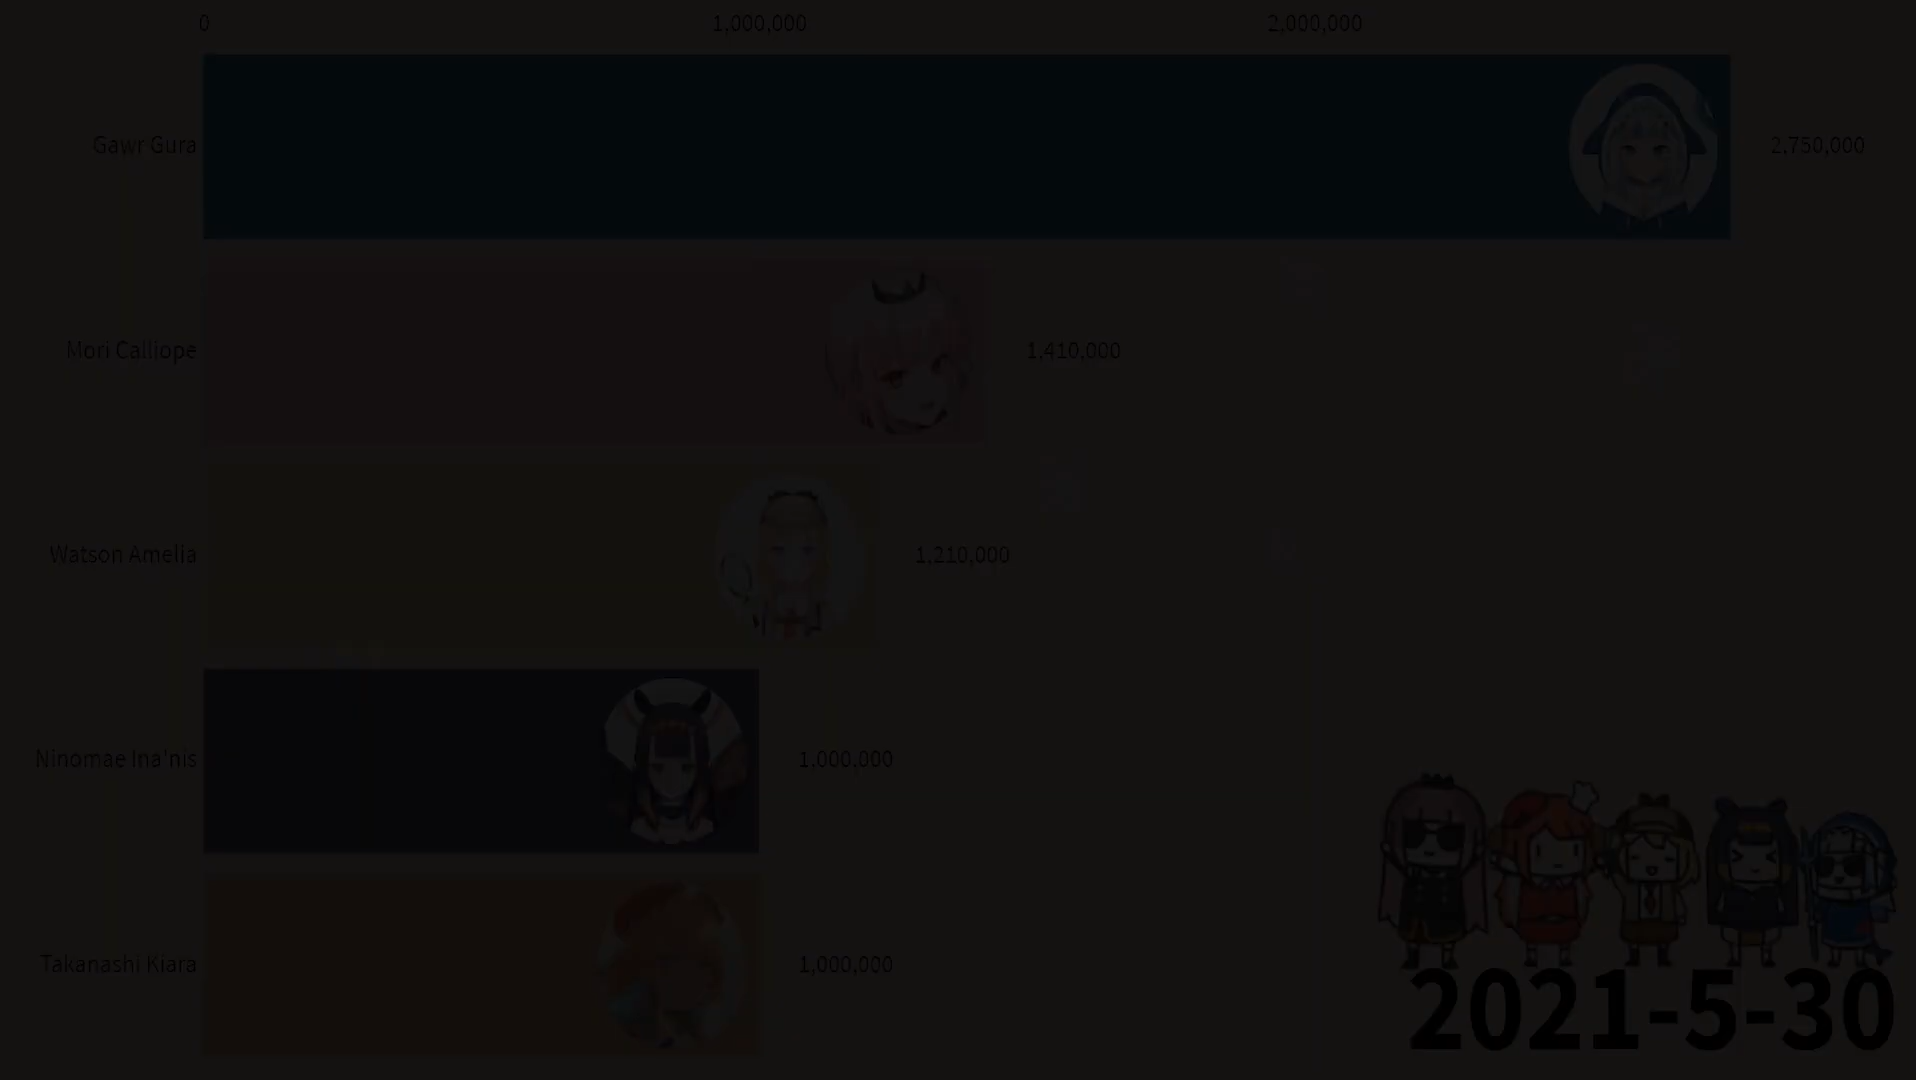 0 1,000,000 2,000,000
Gawr Gura 2,750,000
Mori Calliope 1,410,000
Watson Amelia 1,210,000
Ninomae Ina'nis 1,000,000
Takanashi Kiara 1,000,000
2021-5-30